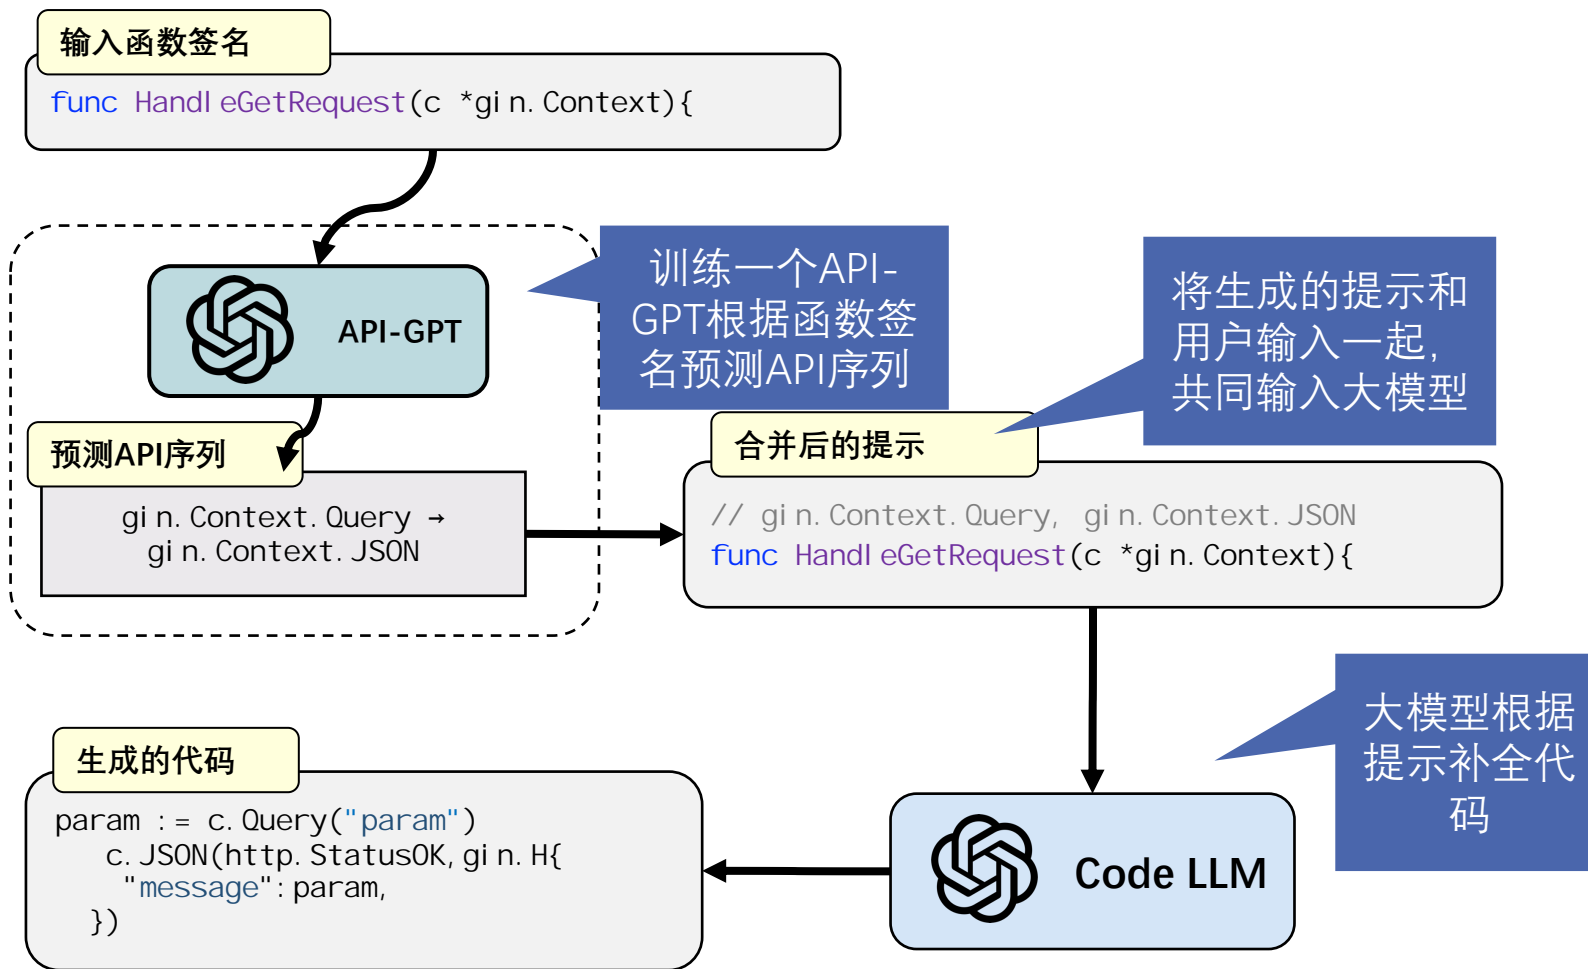 输入函数签名
func HandleGetRequest(c *gin.Context){
API-GPT
训练一个API-
GPT根据函数签
名预测API序列
预测API序列
gin.Context.Query →
gin.Context.JSON
将生成的提示和
用户输入一起,
共同输入大模型
合并后的提示
// gin.Context.Query, gin.Context.JSON
func HandleGetRequest(c *gin.Context){
大模型根据
提示补全代
码
Code LLM
生成的代码
param := c.Query("param")
c.JSON(http.StatusOK,gin.H{
"message":param,
})